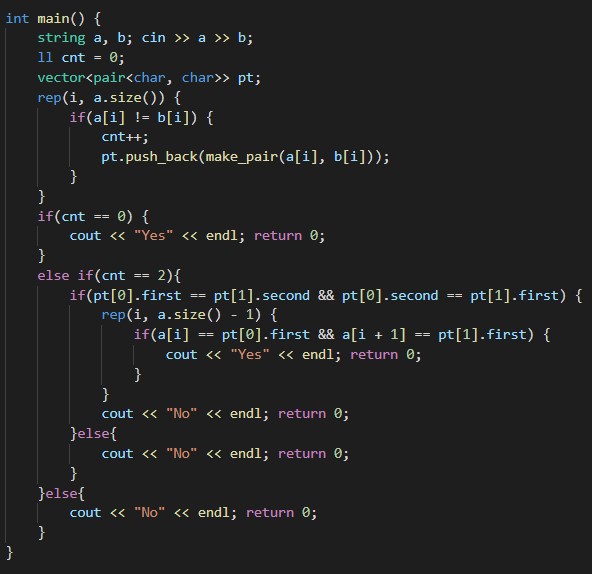 int main() {
    string a, b; cin >> a >> b;
    ll cnt = 0;
    vector<pair<char, char>> pt;
    rep(i, a.size()) {
        if(a[i] != b[i]) {
            cnt++;
            pt.push_back(make_pair(a[i], b[i]));
        }
    }
    if(cnt == 0) {
        cout << "Yes" << endl; return 0;
    }
    else if(cnt == 2){
        if(pt[0].first == pt[1].second && pt[0].second == pt[1].first) {
            rep(i, a.size() - 1) {
                if(a[i] == pt[0].first && a[i + 1] == pt[1].first) {
                    cout << "Yes" << endl; return 0;
                }
            }
            cout << "No" << endl; return 0;
        }else{
            cout << "No" << endl; return 0;
        }
    }else{
        cout << "No" << endl; return 0;
    }
}